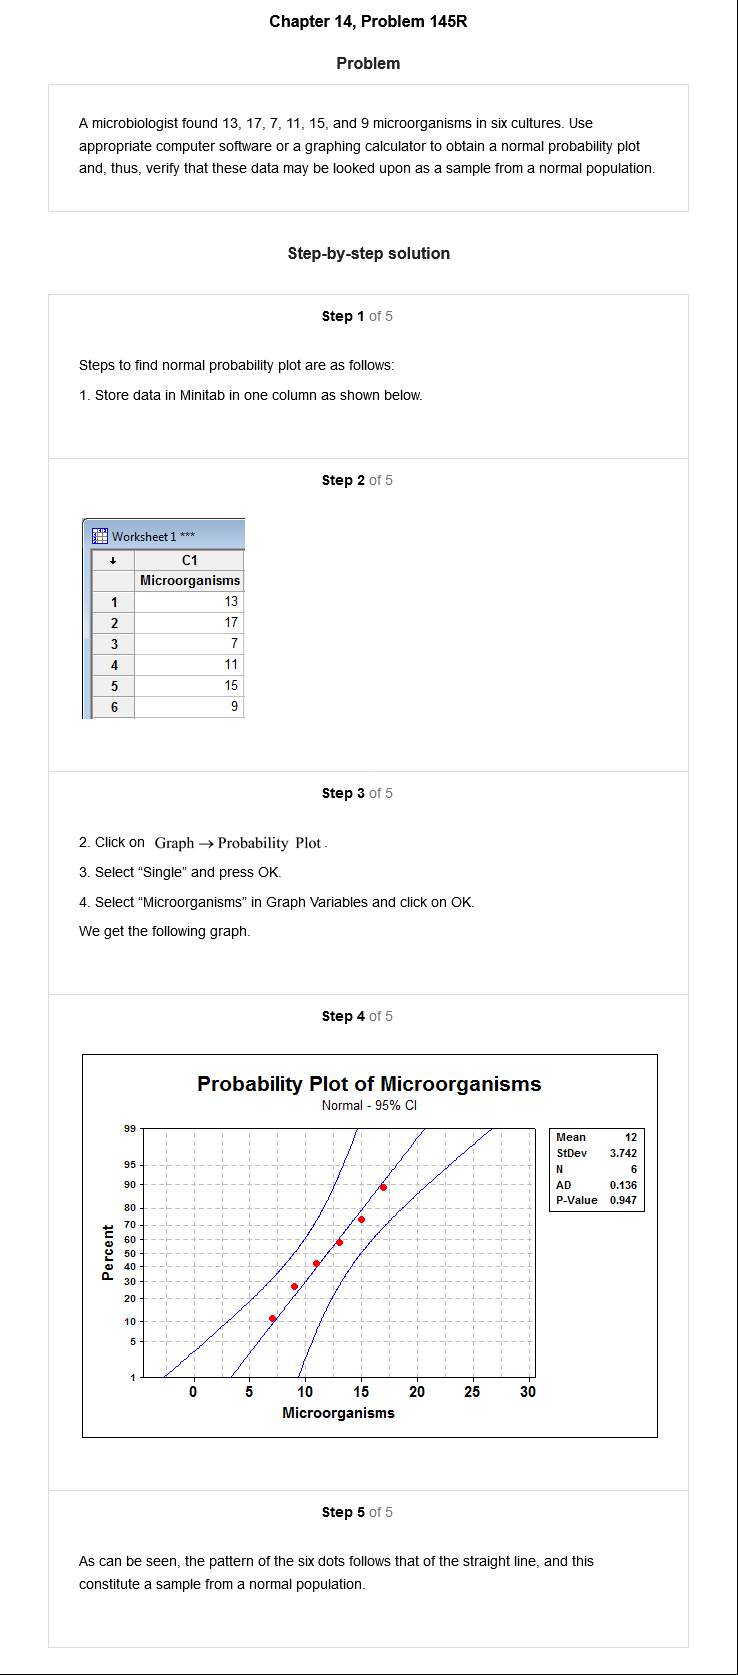 Chapter 14, Problem 145R
Problem
A microbiologist found 13, 17, 7, 11, 15, and 9 microorganisms in six cultures. Use
appropriate computer software or a graphing calculator to obtain a normal probability plot
and, thus, verify that these data may be looked upon as a sample from a normal population.
Step-by-step solution
Step 1 of 5
Steps to find normal probability plot are as follows:
1. Store data in Minitab in one column as shown below.
Step 2 of 5
Worksheet 1 ***
↓ C1
Microorganisms
1 13
2 17
3 7
4 11
5 15
6 9
Step 3 of 5
2. Click on Graph → Probability Plot.
3. Select “Single” and press OK.
4. Select “Microorganisms” in Graph Variables and click on OK.
We get the following graph.
Step 4 of 5
Probability Plot of Microorganisms
Normal - 95% CI
99
95
90
80
70
60
50
40
30
20
10
5
1
Percent
0 5 10 15 20 25 30
Microorganisms
Mean 12
StDev 3.742
N 6
AD 0.136
P-Value 0.947
Step 5 of 5
As can be seen, the pattern of the six dots follows that of the straight line, and this
constitute a sample from a normal population.